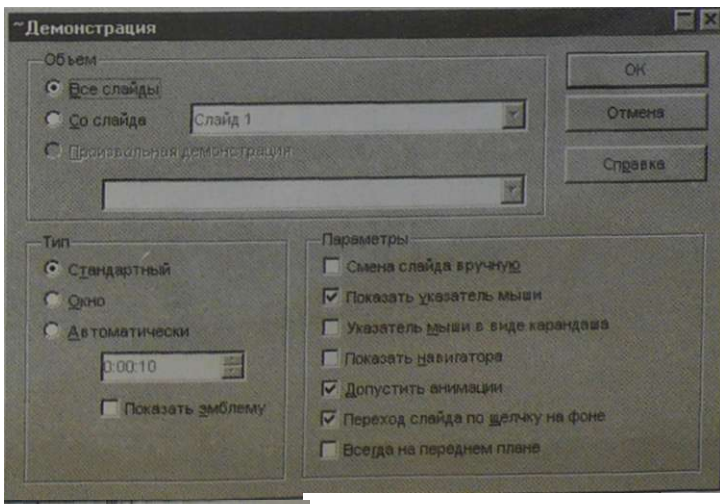 ~Демонстрация
Объем
Все слайды
Со слайда
Слайд 1
Произвольная демонстрация
ОК
Отмена
Справка
Тип
Стандартный
Окно
Автоматически
0:00:10
Показать эмблему
Параметры
Смена слайда вручную
Показать указатель мыши
Указатель мыши в виде карандаша
Показать навигатора
Допустить анимации
Переход слайда по щелчку на фоне
Всегда на переднем плане